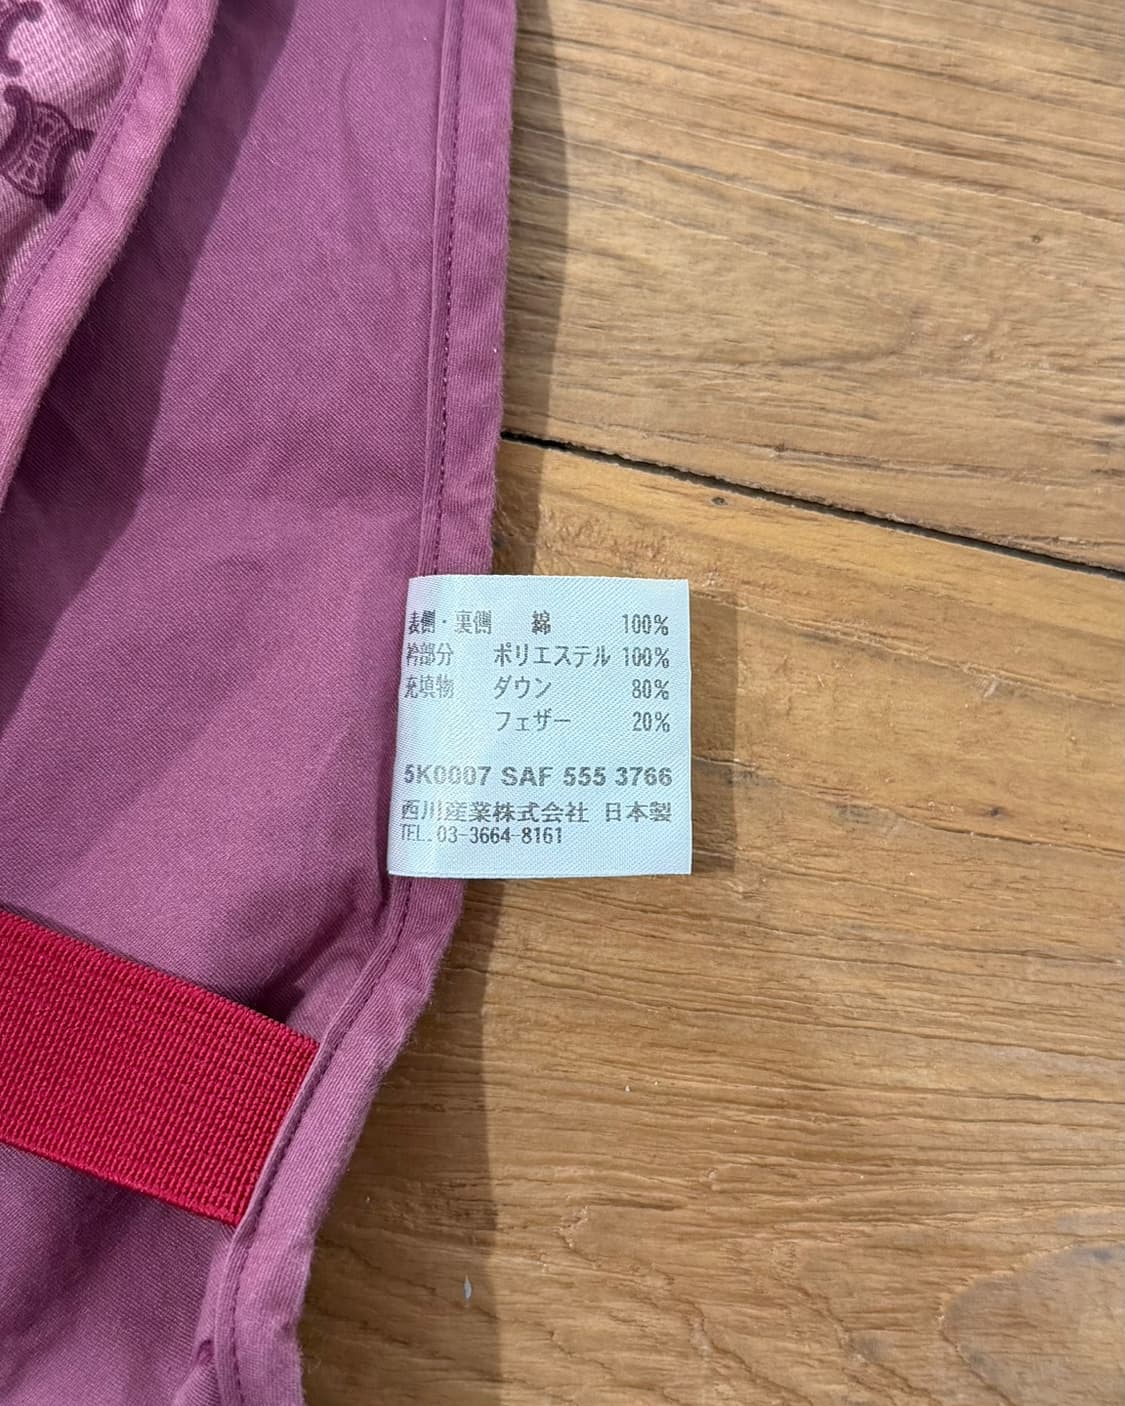 表側・裏側 綿 100%
衿部分 ポリエステル 100%
充填物 ダウン 80%
フェザー 20%
5K0007 SAF 555 3766
西川産業株式会社 日本製
TEL.03-3664-8161